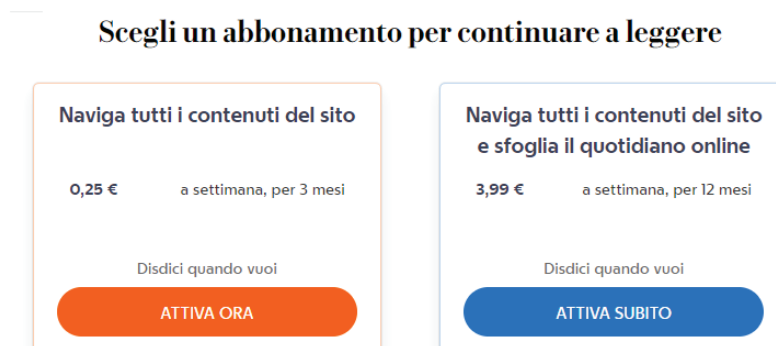 Scegli un abbonamento per continuare a leggere
Naviga tutti i contenuti del sito
0,25 € a settimana, per 3 mesi
Disdici quando vuoi
ATTIVA ORA
Naviga tutti i contenuti del sito
e sfoglia il quotidiano online
3,99 € a settimana, per 12 mesi
Disdici quando vuoi
ATTIVA SUBITO